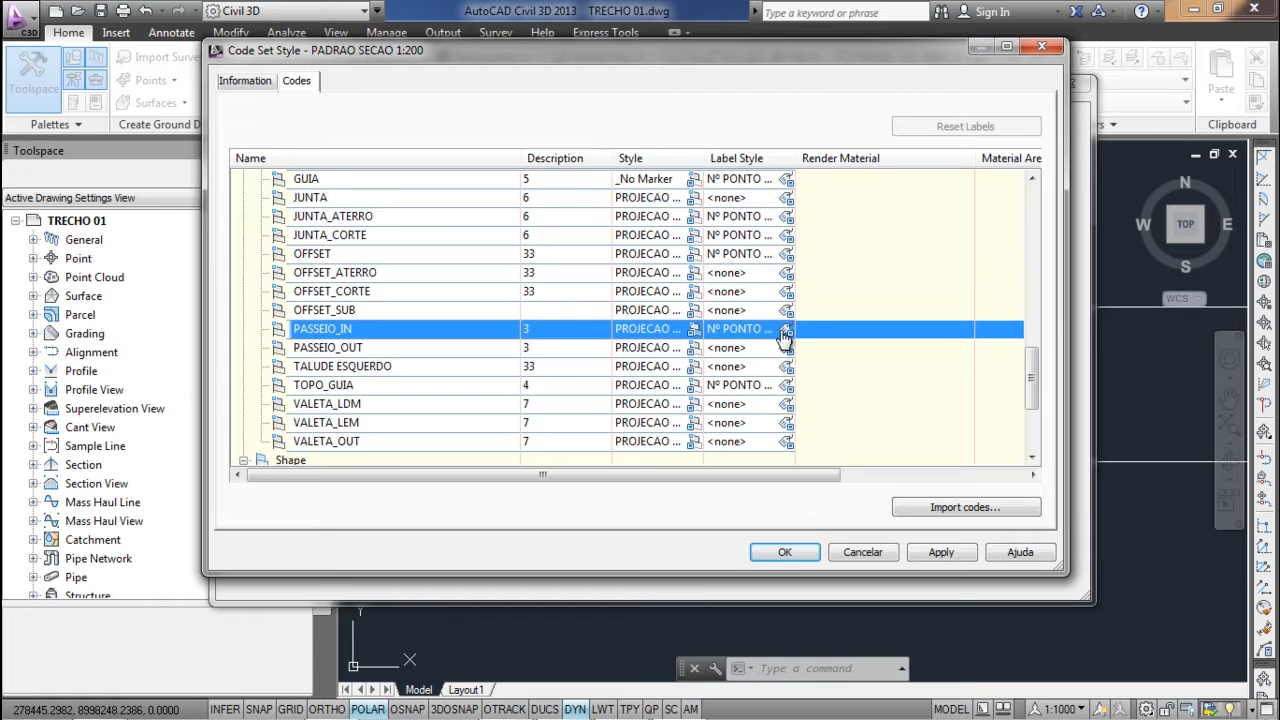 Civil 3D
AutoCAD Civil 3D 2013 TRECHO 01.dwg
Type a keyword or phrase
Sign In
C3D
Home Insert Annotate Modify Analyze View Manage Output Survey Help Express Tools
Toolspace
Import Surve
Points
Surfaces
Palettes
Create Ground D
Paste
Clipboard
Code Set Style - PADRAO SECAO 1:200
Information Codes
Reset Labels
Name Description Style Label Style Render Material Material Are
GUIA 5 _No Marker Nº PONTO ...
JUNTA 6 PROJECAO ... <none>
JUNTA_ATERRO 6 PROJECAO ... Nº PONTO ...
JUNTA_CORTE 6 PROJECAO ... Nº PONTO ...
OFFSET 33 PROJECAO ... Nº PONTO ...
OFFSET_ATERRO 33 PROJECAO ... <none>
OFFSET_CORTE 33 PROJECAO ... <none>
OFFSET_SUB PROJECAO ... <none>
PASSEIO_IN 3 PROJECAO ... Nº PONTO ...
PASSEIO_OUT 3 PROJECAO ... <none>
TALUDE ESQUERDO 33 PROJECAO ... <none>
TOPO_GUIA 4 PROJECAO ... Nº PONTO ...
VALETA_LDM 7 PROJECAO ... <none>
VALETA_LEM 7 PROJECAO ... <none>
VALETA_OUT 7 PROJECAO ... <none>
Shape
Import codes...
OK Cancelar Apply Ajuda
Toolspace
Active Drawing Settings View
TRECHO 01
General
Point
Point Cloud
Surface
Parcel
Grading
Alignment
Profile
Profile View
Superelevation View
Cant View
Sample Line
Section
Section View
Mass Haul Line
Mass Haul View
Catchment
Pipe Network
Pipe
Structure
N
W TOP E
S
WCS
Y
X
Type a command
Model Layout1
278445.2982, 8998248.2386, 0.0000 INFER SNAP GRID ORTHO POLAR OSNAP 3DOSNAP OTRACK DUCS DYN LWT TPY QP SC AM MODEL 1:1000